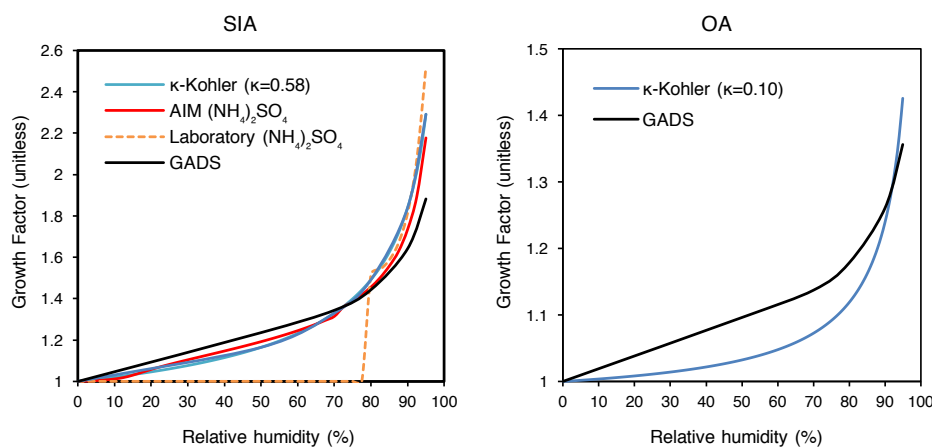 SIA
Growth Factor (unitless)
2.6
2.4
2.2
2
1.8
1.6
1.4
1.2
1
κ-Kohler (κ=0.58)
AIM (NH₄)₂SO₄
Laboratory (NH₄)₂SO₄
GADS
0 10 20 30 40 50 60 70 80 90 100
Relative humidity (%)
OA
Growth Factor (unitless)
1.5
1.4
1.3
1.2
1.1
1
κ-Kohler (κ=0.10)
GADS
0 10 20 30 40 50 60 70 80 90 100
Relative humidity (%)